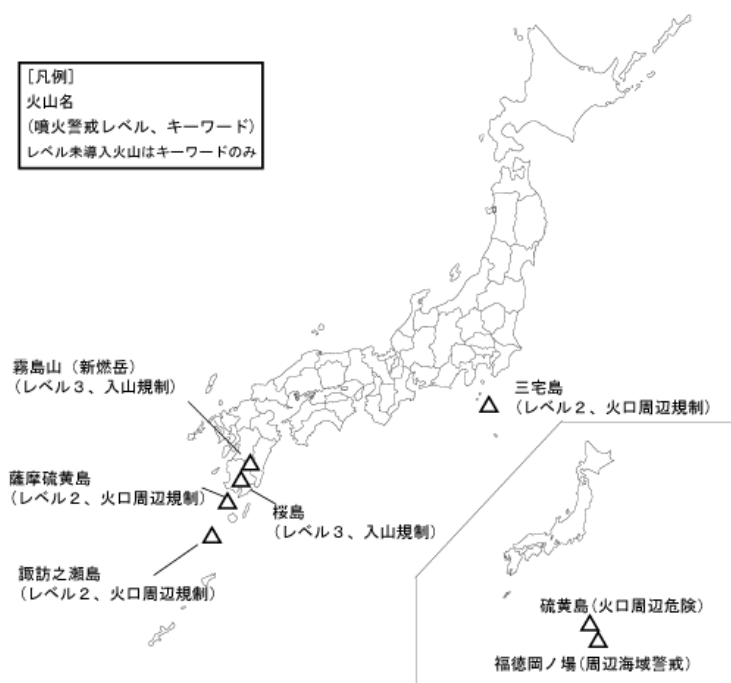 ［凡例］
火山名
（噴火警戒レベル、キーワード）
レベル未導入火山はキーワードのみ
霧島山（新燃岳）
（レベル３、入山規制）
三宅島
（レベル２、火口周辺規制）
薩摩硫黄島
（レベル２、火口周辺規制）
桜島
（レベル３、入山規制）
諏訪之瀬島
（レベル２、火口周辺規制）
硫黄島（火口周辺危険）
福徳岡ノ場（周辺海域警戒）